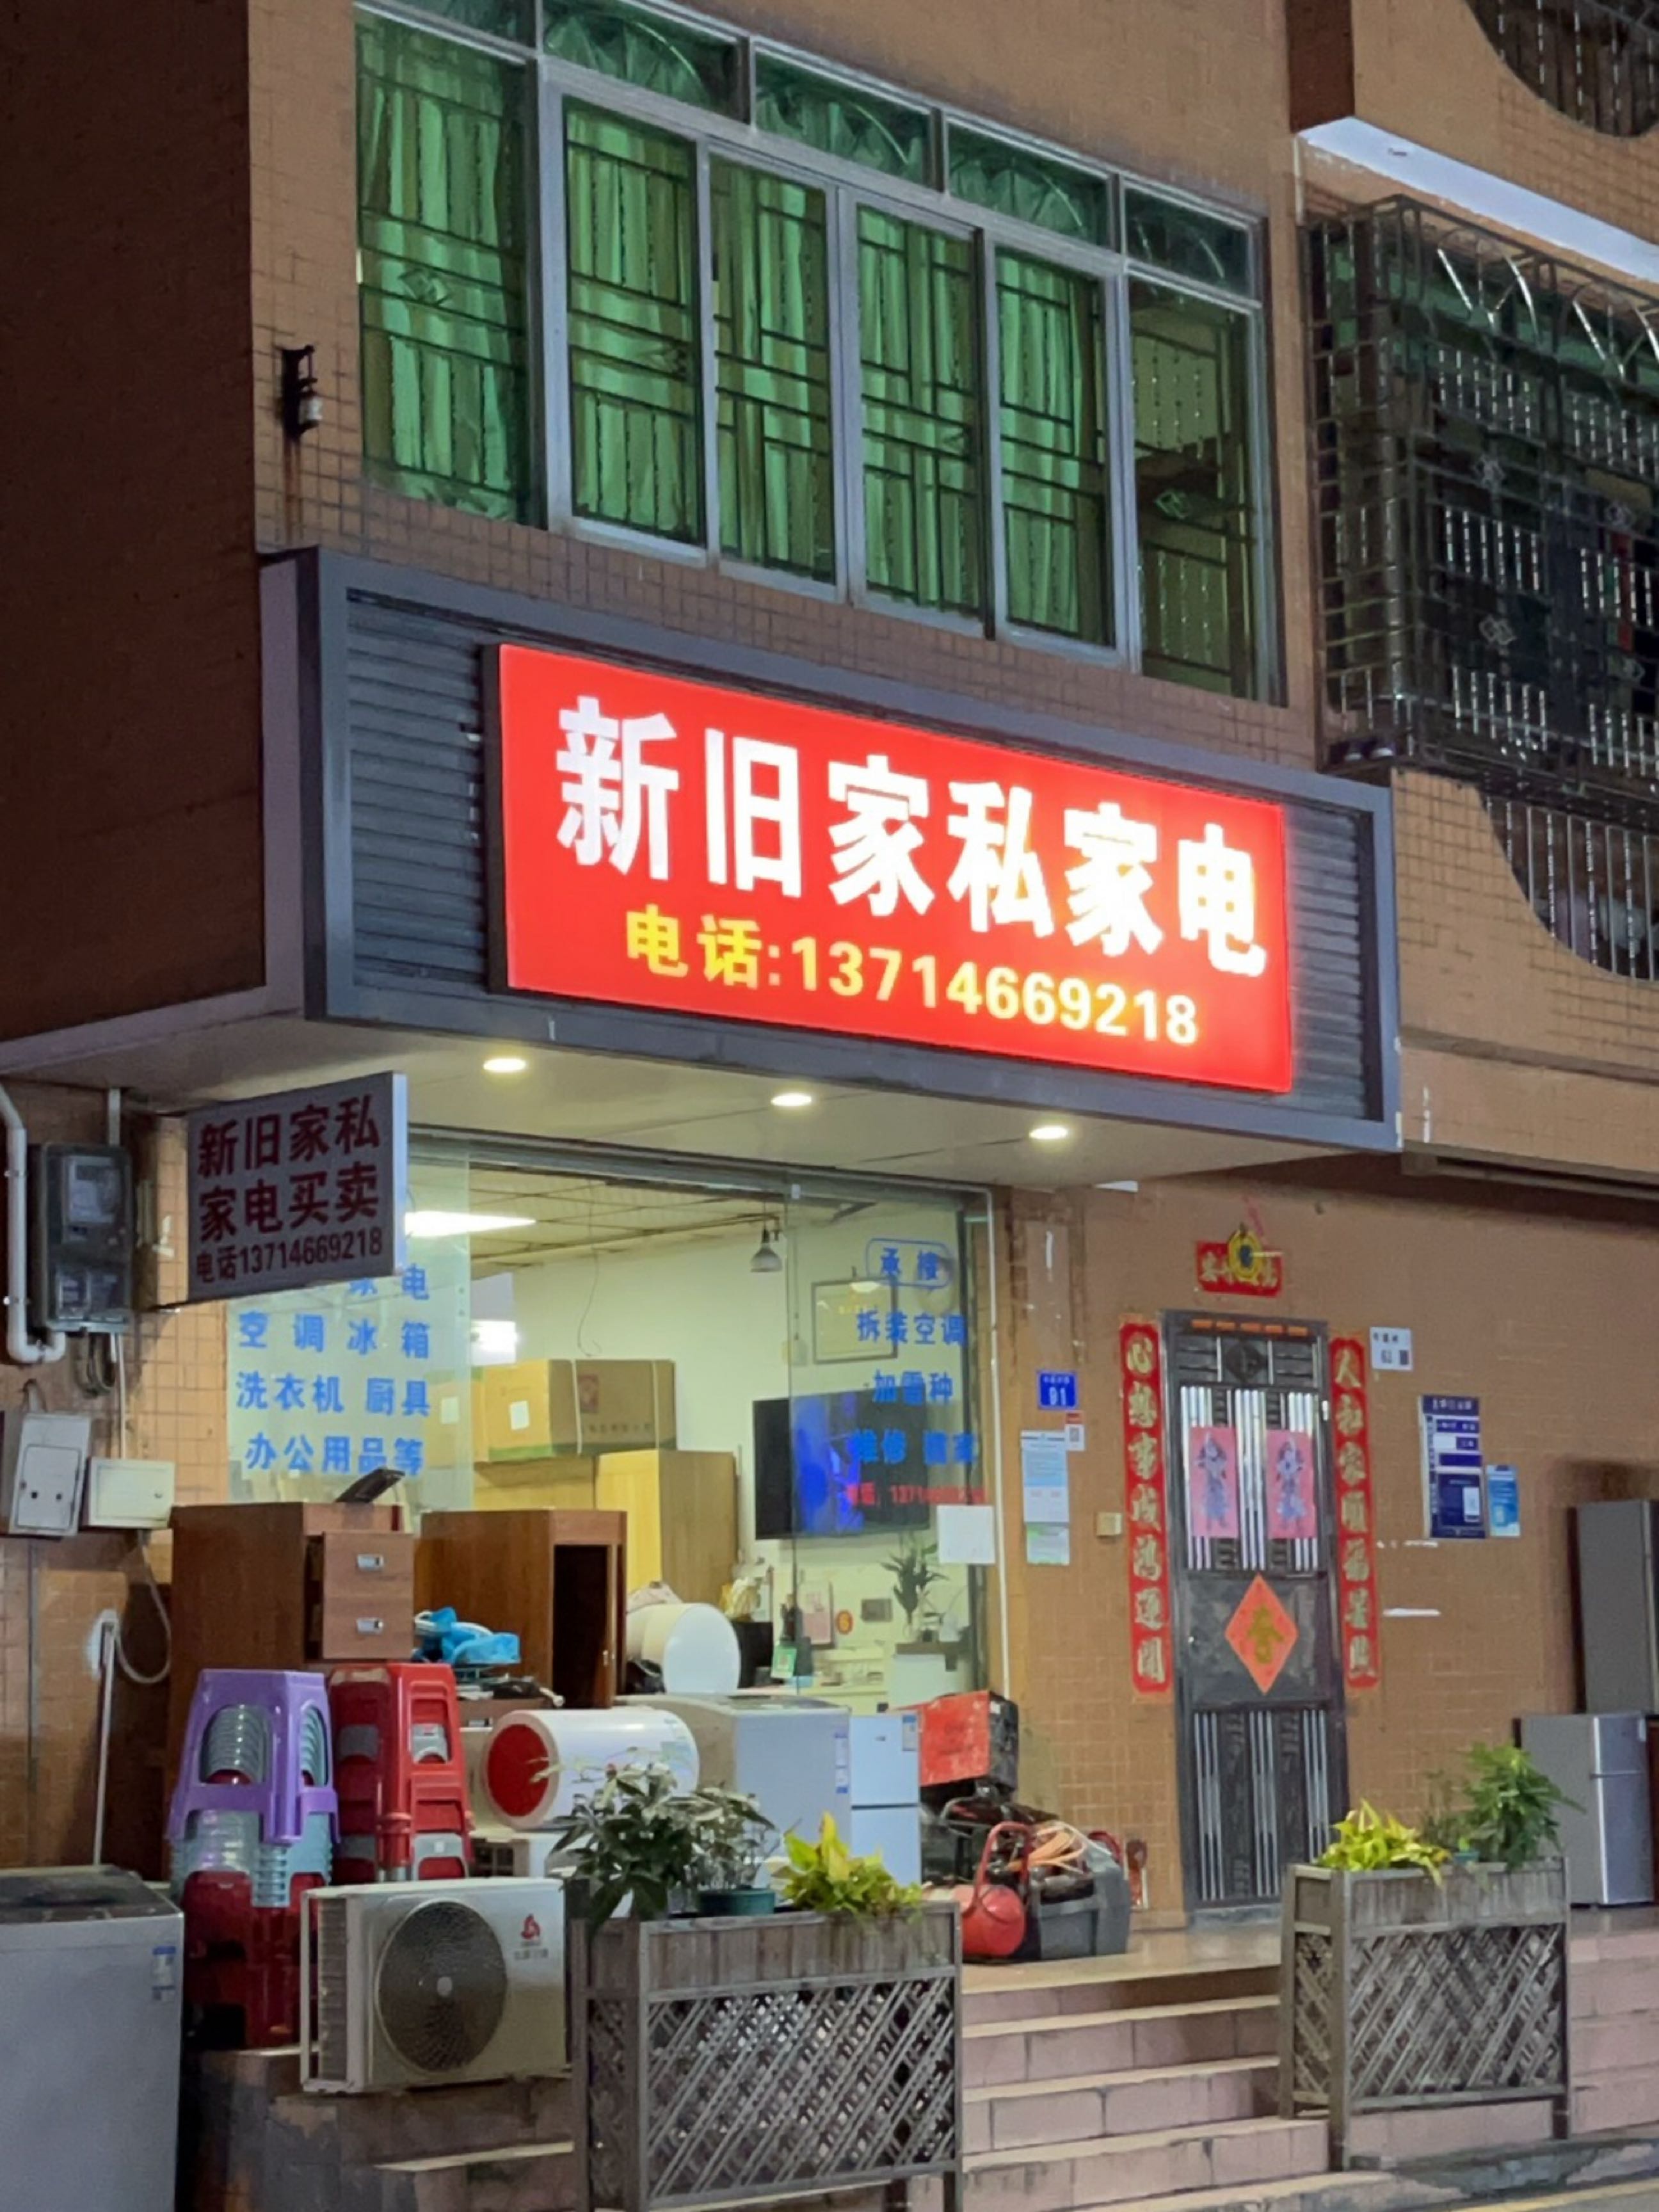 新旧家私家电
电话:13714669218
新旧家私
家电买卖
电话13714669218
家电
空调冰箱
洗衣机 厨具
办公用品等
承接
拆装空调
加雪种
维修
91
心想事成鸿运开
人和家顺福星照
春